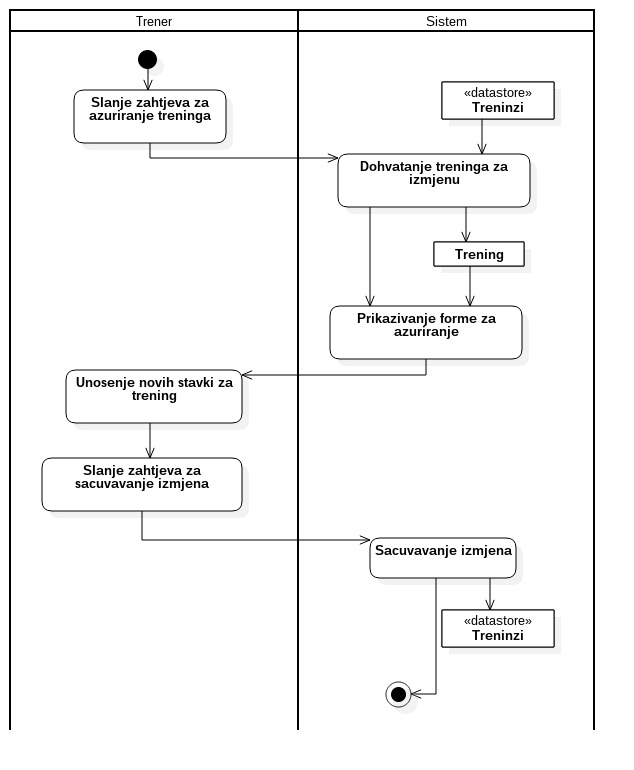 Trener
Sistem
Slanje zahtjeva za
azuriranje treninga
«datastore»
Treninzi
Dohvatanje treninga za
izmjenu
Trening
Prikazivanje forme za
azuriranje
Unosenje novih stavki za
trening
Slanje zahtjeva za
sacuvavanje izmjena
Sacuvavanje izmjena
«datastore»
Treninzi